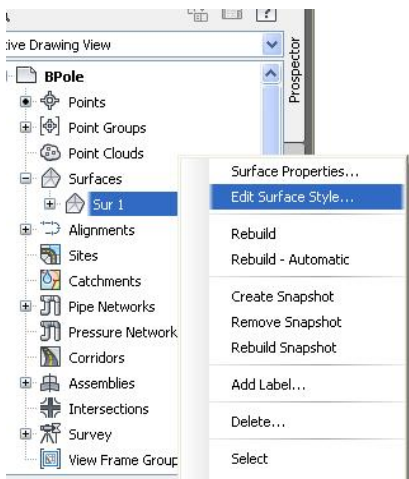 ?
tive Drawing View
Prospector
BPole
Points
Point Groups
Point Clouds
Surfaces
Sur 1
Alignments
Sites
Catchments
Pipe Networks
Pressure Network
Corridors
Assemblies
Intersections
Survey
View Frame Group
Surface Properties...
Edit Surface Style...
Rebuild
Rebuild - Automatic
Create Snapshot
Remove Snapshot
Rebuild Snapshot
Add Label...
Delete...
Select